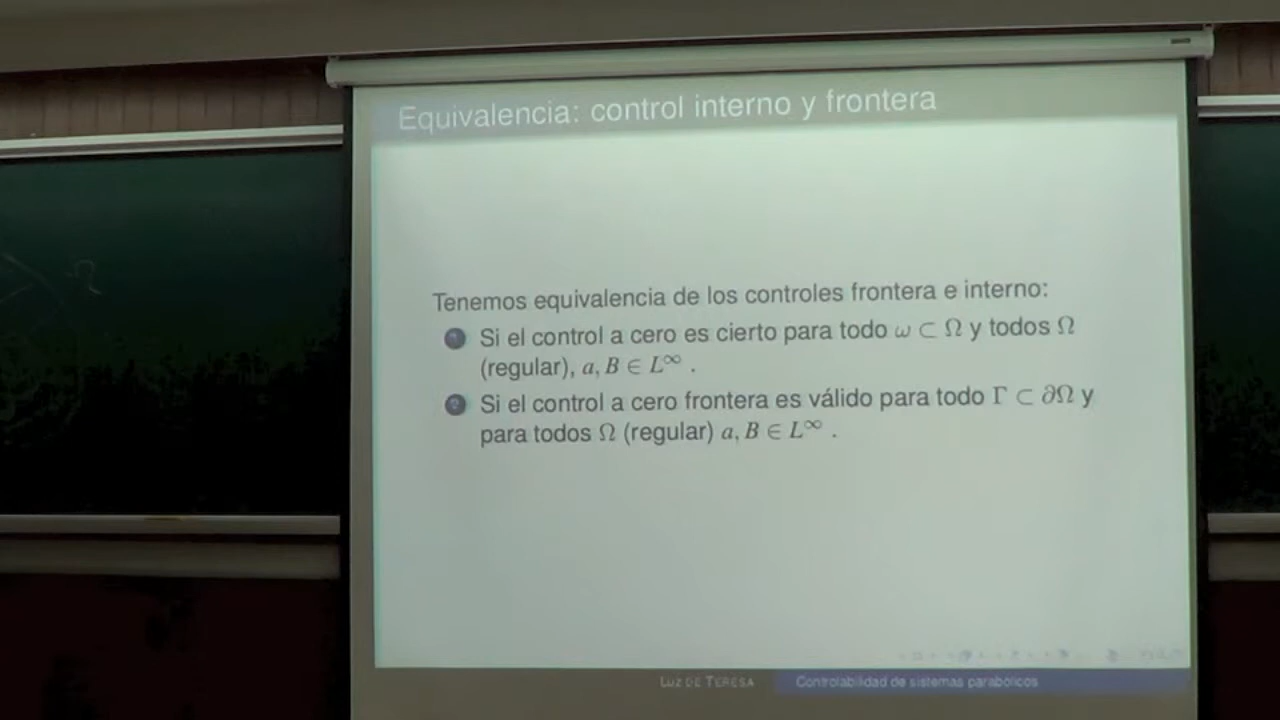 Equivalencia: control interno y frontera
Tenemos equivalencia de los controles frontera e interno:
1 Si el control a cero es cierto para todo ω ⊂ Ω y todos Ω
(regular), a, B ∈ L∞ .
2 Si el control a cero frontera es válido para todo Γ ⊂ ∂Ω y
para todos Ω (regular) a, B ∈ L∞ .
LUZ DE TERESA
Controlabilidad de sistemas parabólicos